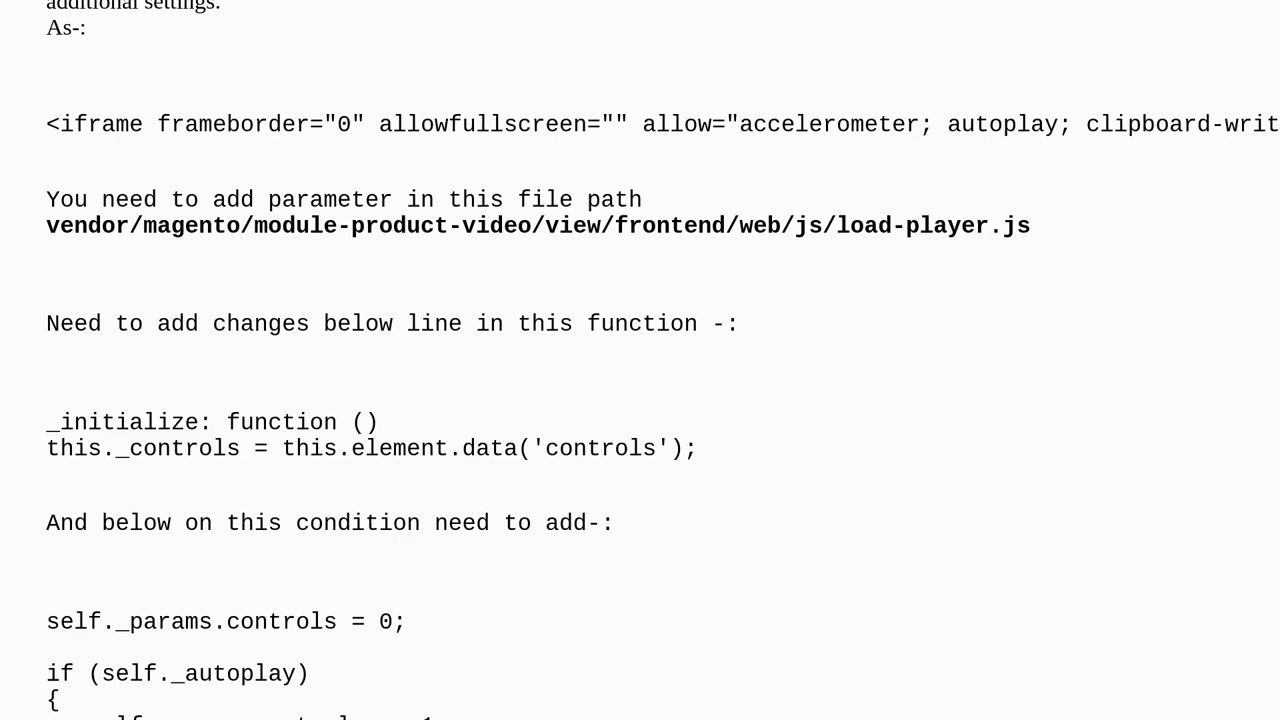 additional settings.
As-:
<iframe frameborder="0" allowfullscreen="" allow="accelerometer; autoplay; clipboard-writ
You need to add parameter in this file path
vendor/magento/module-product-video/view/frontend/web/js/load-player.js
Need to add changes below line in this function -:
_initialize: function ()
this._controls = this.element.data('controls');
And below on this condition need to add-:
self._params.controls = 0;
if (self._autoplay)
{